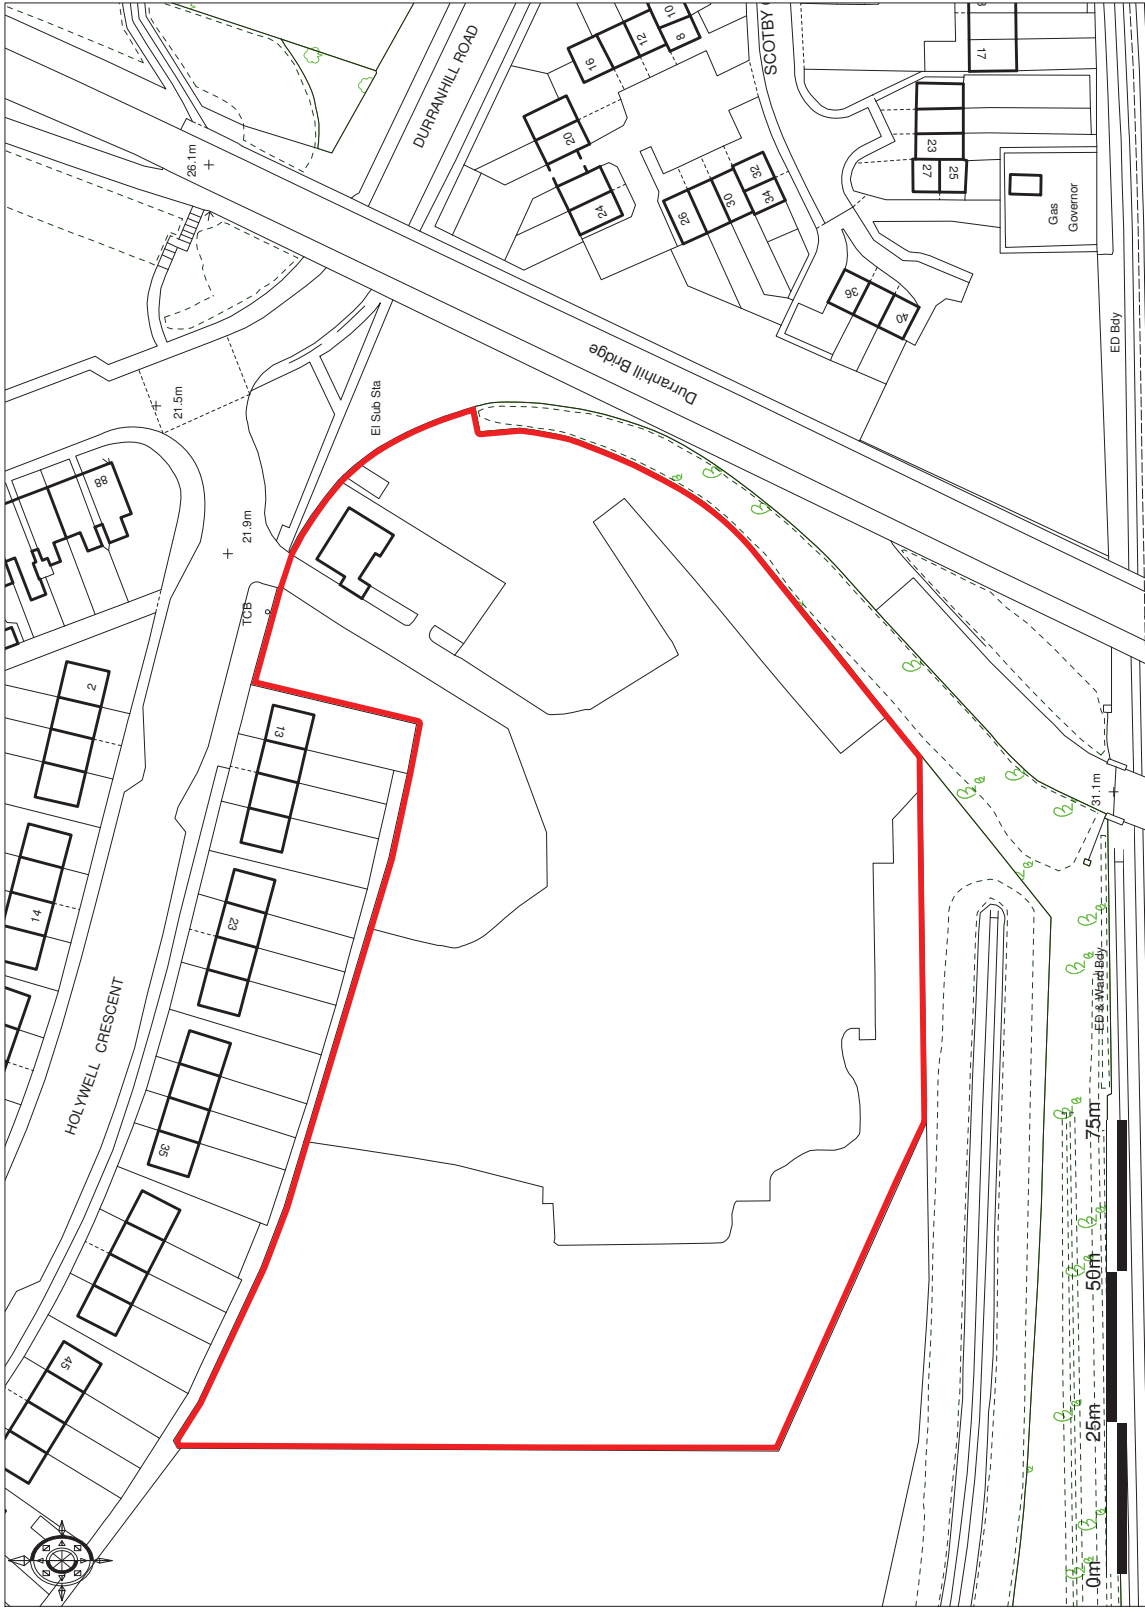 DURRANHILL ROAD
SCOTBY
16
12
8
10
17
20
24
26
30
32
34
23
27
25
Gas
Governor
36
40
26.1m
21.5m
21.9m
El Sub Sta
Durranhill Bridge
ED Bdy
88
TCB
2
13
14
23
HOLYWELL CRESCENT
35
45
31.1m
ED & Ward Bdy
0m
25m
50m
75m